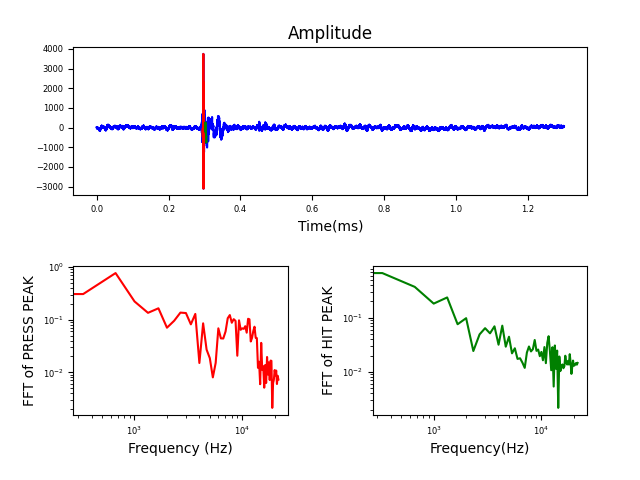 Amplitude
4000
3000
2000
1000
0
−1000
−2000
−3000
0.0 0.2 0.4 0.6 0.8 1.0 1.2
Time(ms)
FFT of PRESS PEAK
10⁰
10⁻¹
10⁻²
10³ 10⁴
Frequency (Hz)
FFT of HIT PEAK
10⁻¹
10⁻²
10³ 10⁴
Frequency(Hz)